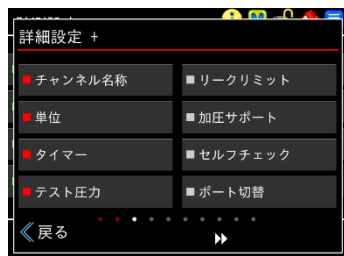 詳細設定 +
チャンネル名称
リークリミット
単位
加圧サポート
タイマー
セルフチェック
テスト圧力
ポート切替
戻る